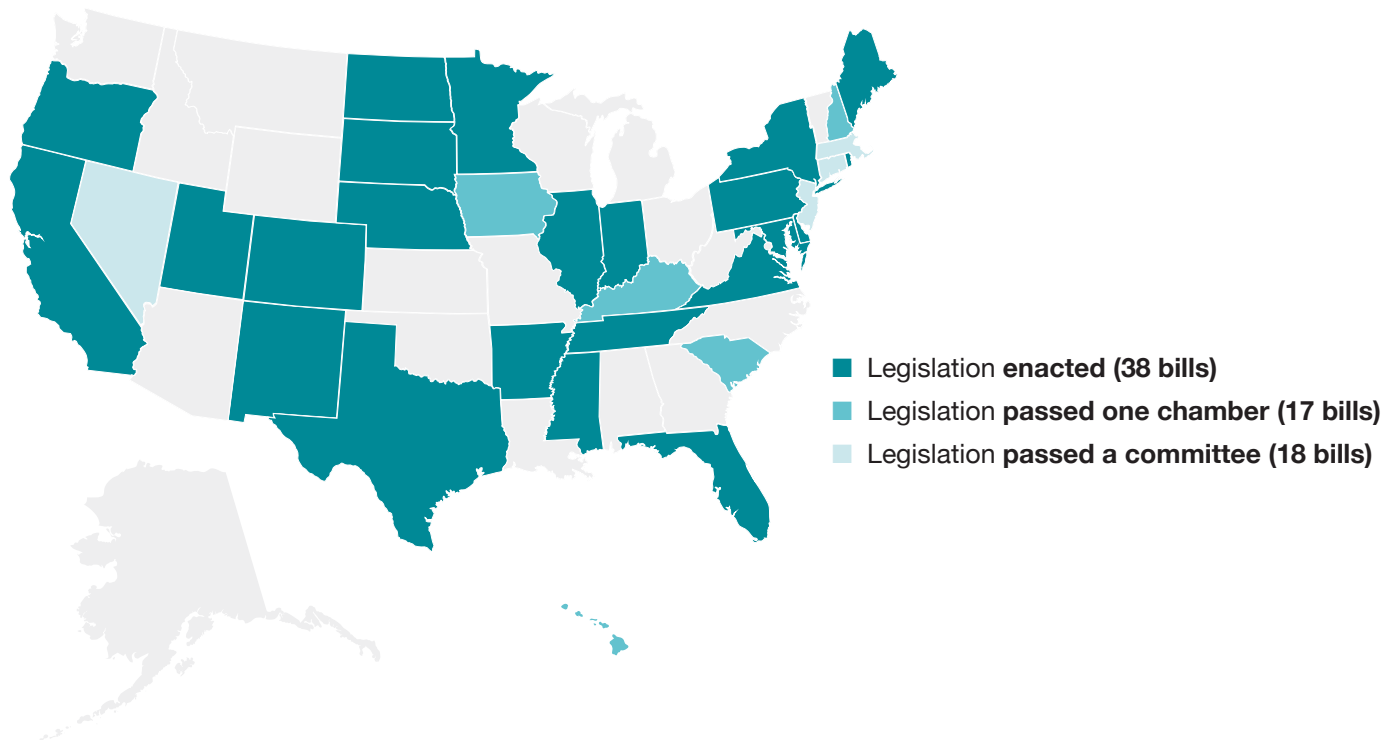 Legislation enacted (38 bills)
Legislation passed one chamber (17 bills)
Legislation passed a committee (18 bills)